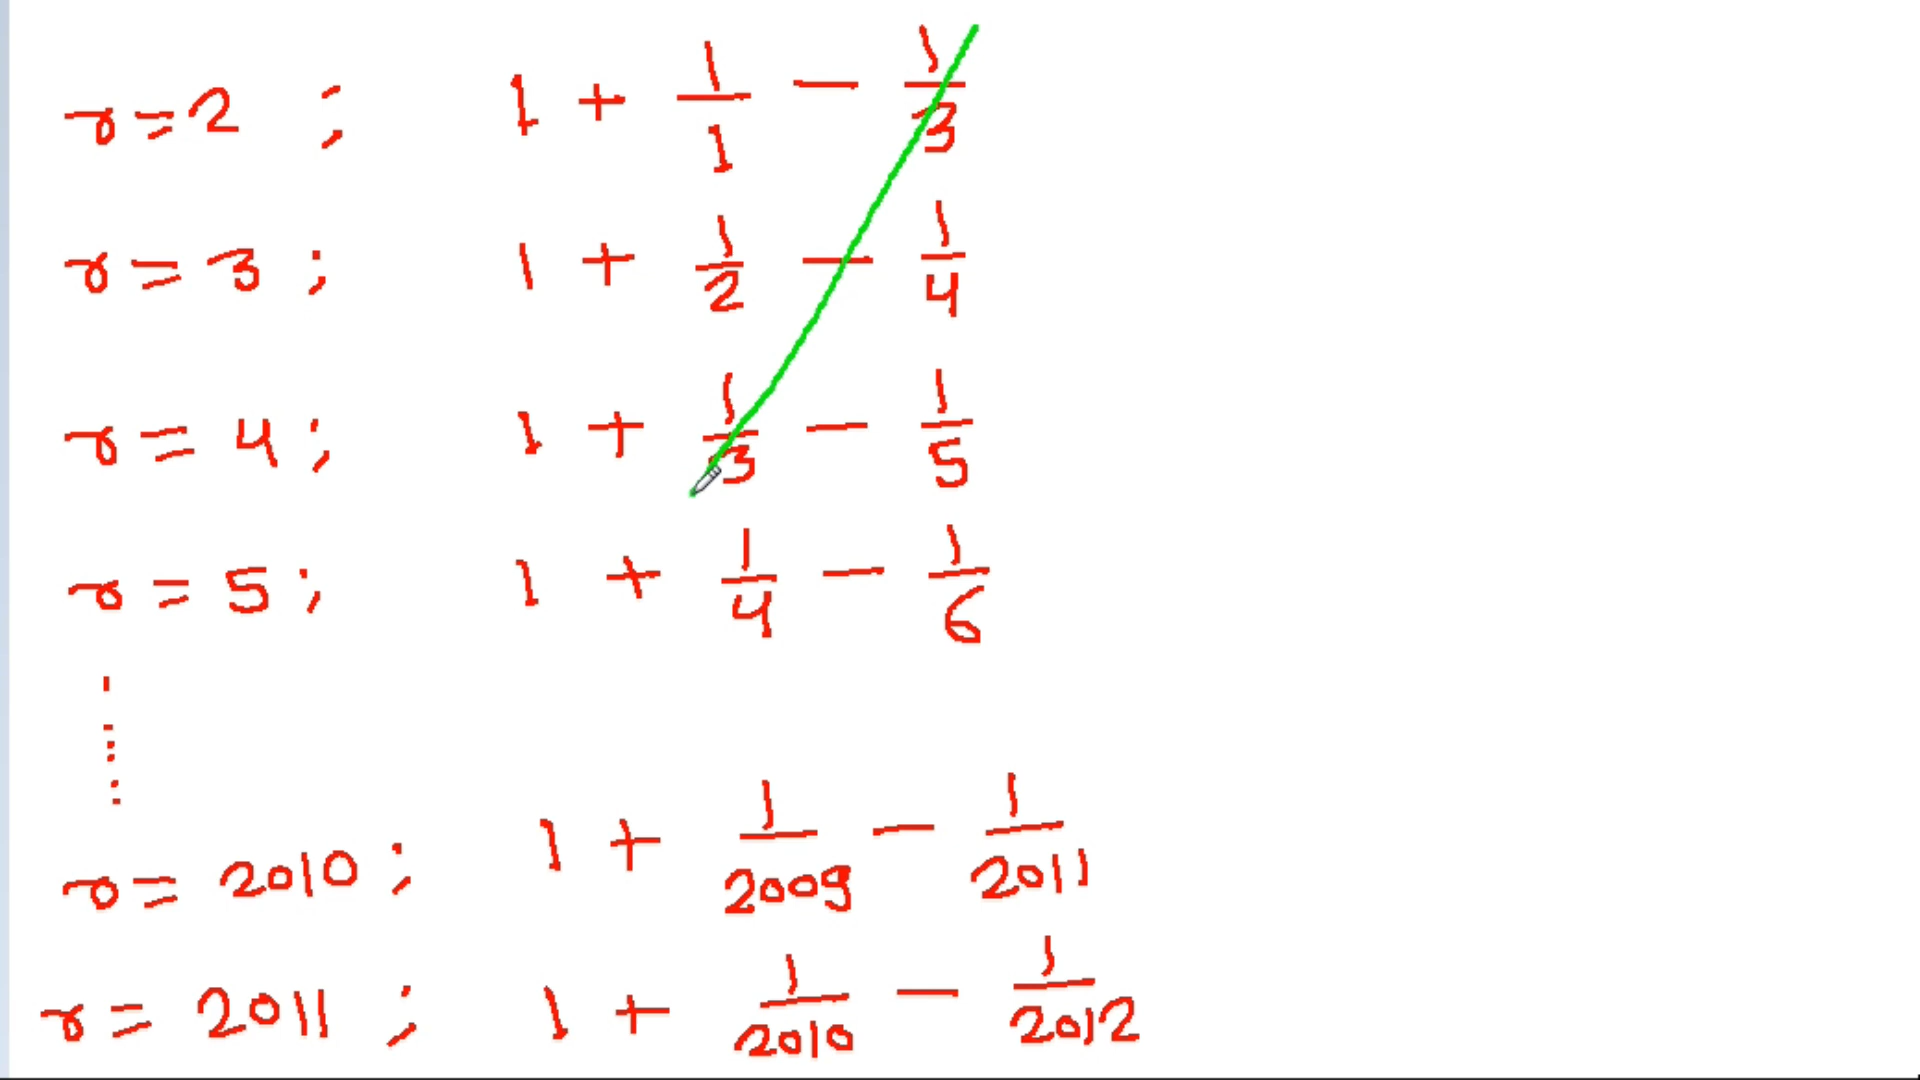 r = 2 ; 1 + 1/1 - 1/3
r = 3 ; 1 + 1/2 - 1/4
r = 4 ; 1 + 1/3 - 1/5
r = 5 ; 1 + 1/4 - 1/6
r = 2010 ; 1 + 1/2009 - 1/2011
r = 2011 ; 1 + 1/2010 - 1/2012